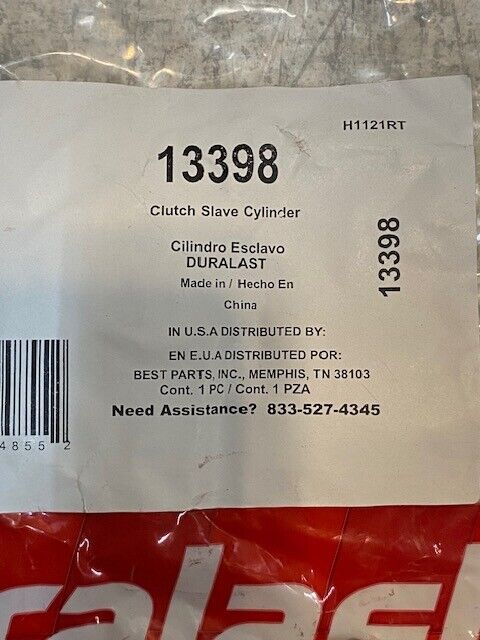 H1121RT
13398
Clutch Slave Cylinder
13398
Cilindro Esclavo
DURALAST
Made in / Hecho En
China
IN U.S.A DISTRIBUTED BY:
EN E.U.A DISTRIBUIDO POR:
BEST PARTS, INC., MEMPHIS, TN 38103
Cont. 1 PC / Cont. 1 PZA
Need Assistance? 833-527-4345
4855 2
ralast